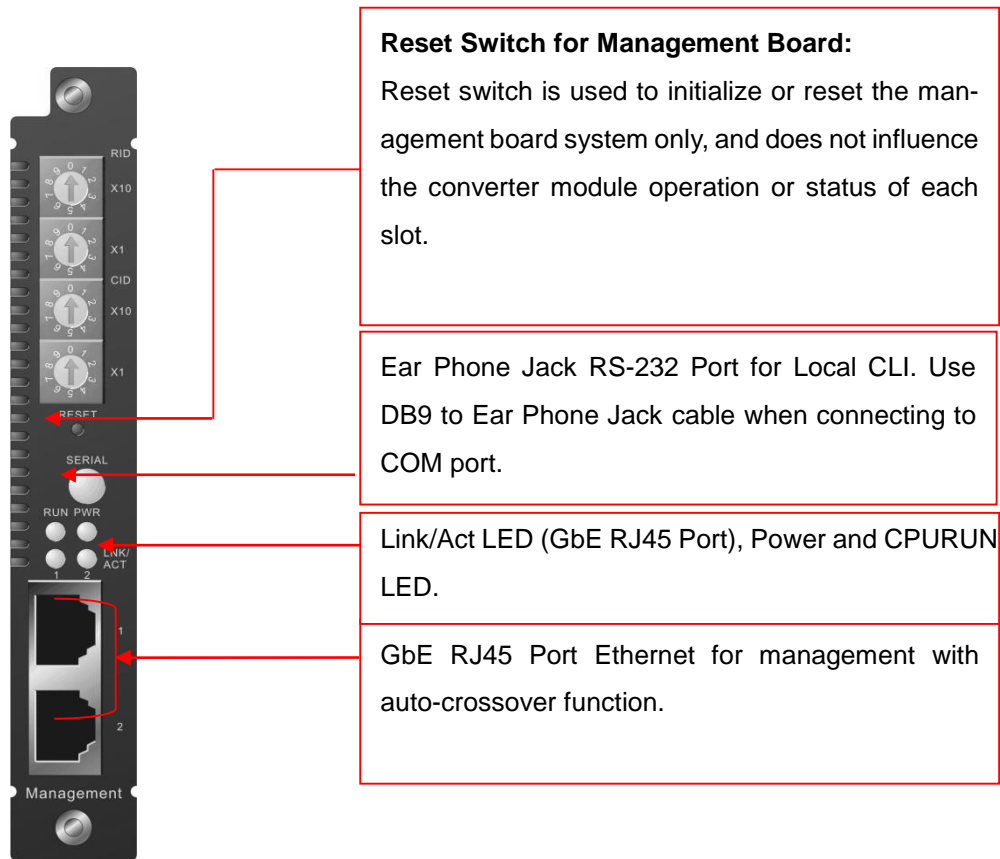 Reset Switch for Management Board:
Reset switch is used to initialize or reset the man-
agement board system only, and does not influence
the converter module operation or status of each
slot.
Ear Phone Jack RS-232 Port for Local CLI. Use
DB9 to Ear Phone Jack cable when connecting to
COM port.
Link/Act LED (GbE RJ45 Port), Power and CPURUN
LED.
GbE RJ45 Port Ethernet for management with
auto-crossover function.
RID
X10
X1
CID
X10
X1
RESET
SERIAL
RUN PWR
LNK/
ACT
1 2
1
2
Management